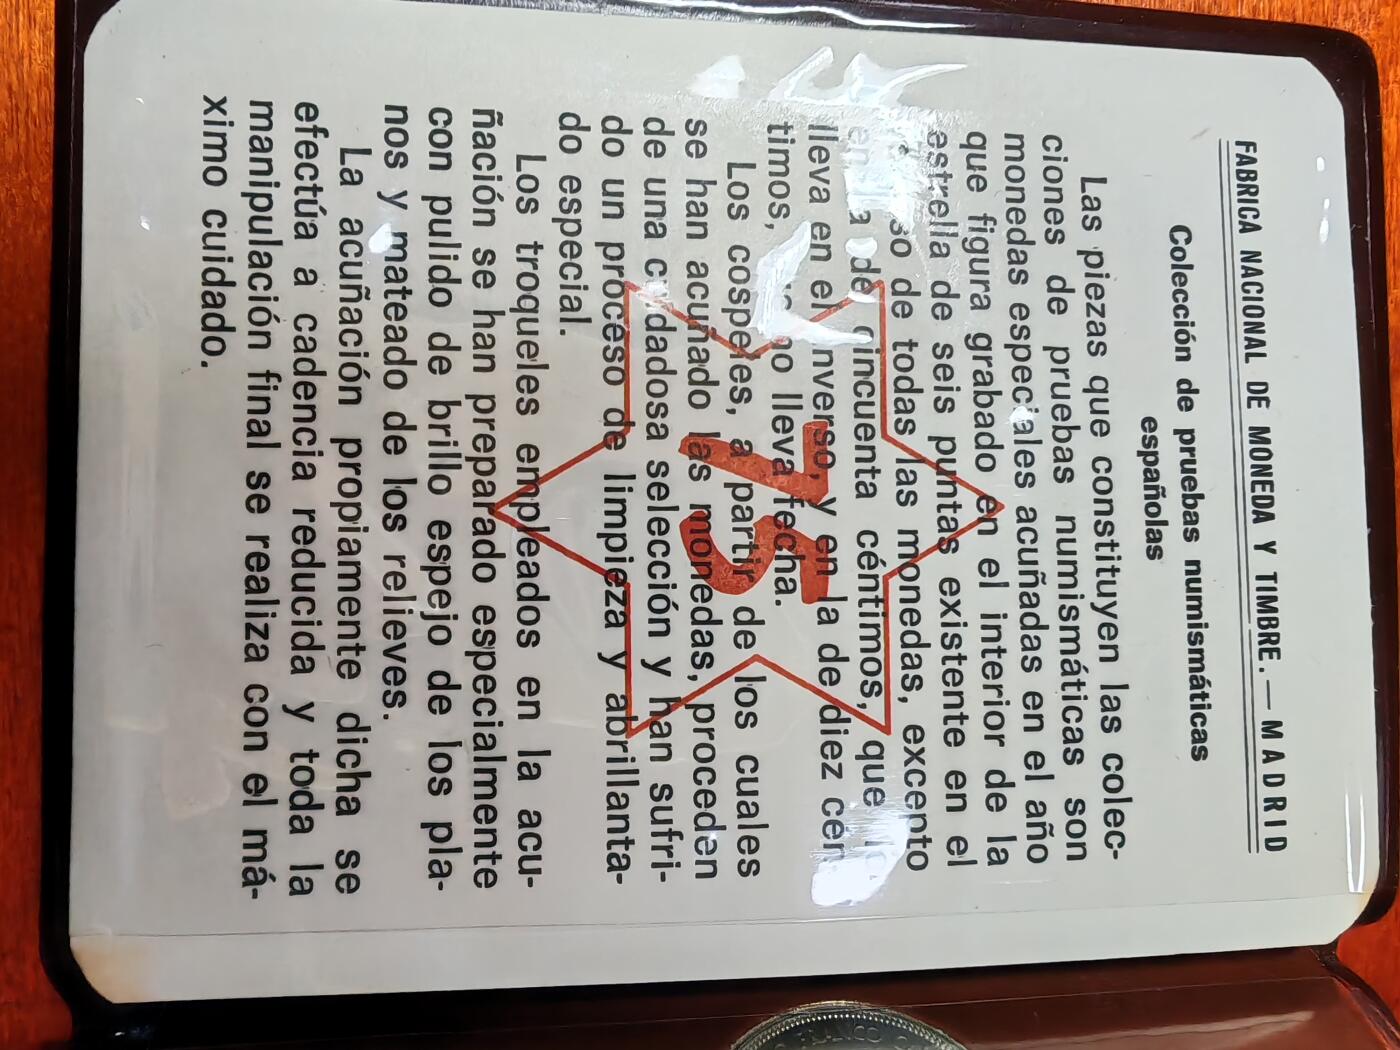 FABRICA NACIONAL DE MONEDA Y TIMBRE.—MADRID
Colección de pruebas numismáticas
españolas
Las piezas que constituyen las colec-
ciones de pruebas numismáticas son
monedas especiales acuñadas en el año
que figura grabado en el interior de la
estrella de seis puntas existente en el
de todas las monedas, excepto
de cincuenta céntimos, que
lleva en el inverso, y en la de diez cén
timos, no lleva fecha.
Los cospeles, a partir de los cuales
se han acuñado las monedas, proceden
de una cuidadosa selección y han sufri-
do un proceso de limpieza y abrillanta-
do especial.
Los troqueles empleados en la acu-
ñación se han preparado especialmente
con pulido de brillo espejo de los pla-
nos y mateado de los relieves.
La acuñación propiamente dicha se
efectúa a cadencia reducida y toda la
manipulación final se realiza con el má-
ximo cuidado.
75